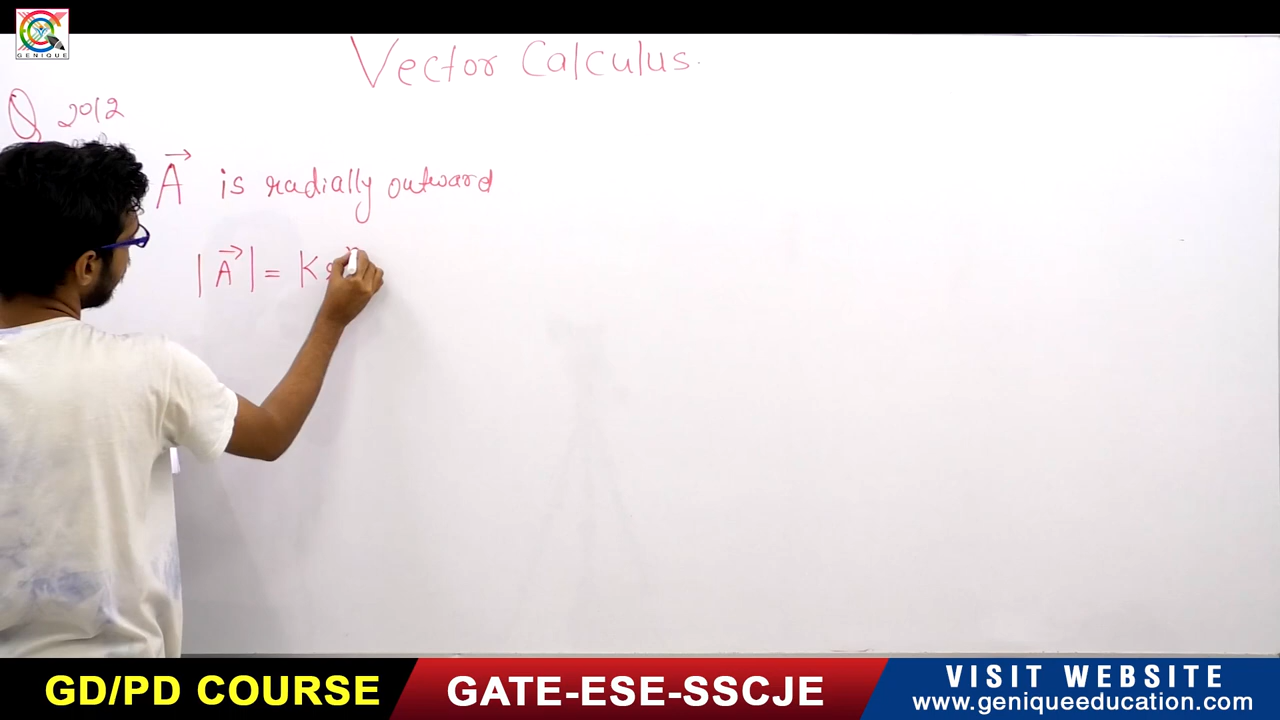 GENIQUE
Vector Calculus.
Q 2012
A is radially outward
|A| = K
GD/PD COURSE
GATE-ESE-SSCJE
VISIT WEBSITE
www.geniqueeducation.com